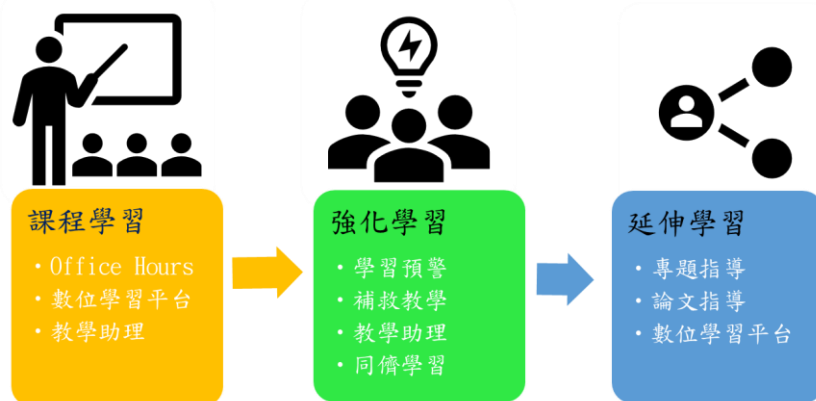 課程學習
・Office Hours
・數位學習平台
・教學助理
強化學習
・學習預警
・補救教學
・教學助理
・同儕學習
延伸學習
・專題指導
・論文指導
・數位學習平台